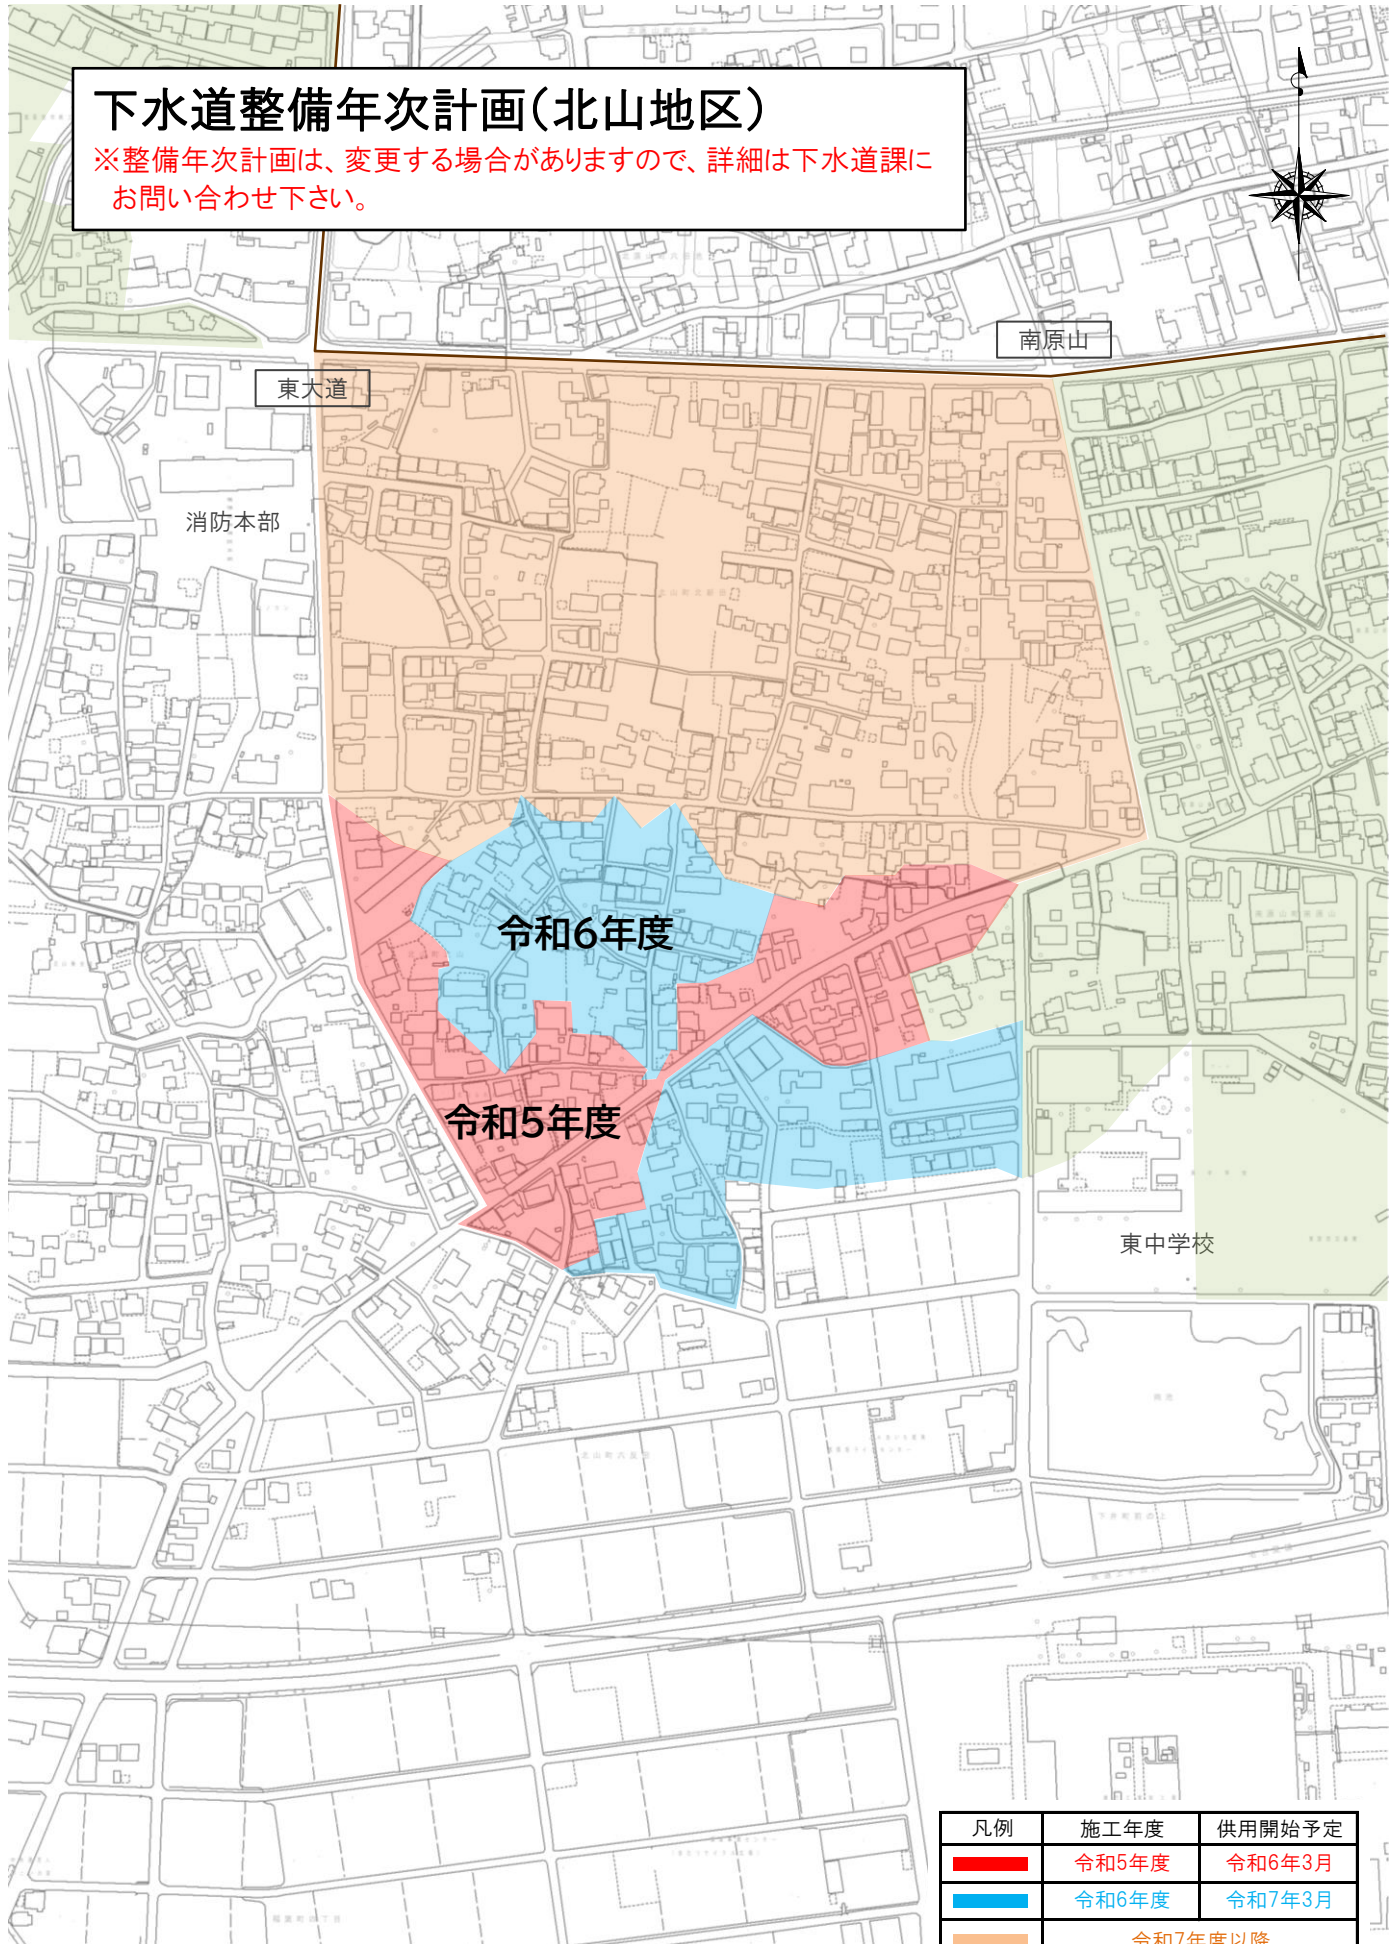 下水道整備年次計画(北山地区)
※整備年次計画は、変更する場合がありますので、詳細は下水道課に
お問い合わせ下さい。
南原山
東大道
消防本部
令和6年度
令和5年度
東中学校
凡例 施工年度 供用開始予定
令和5年度 令和6年3月
令和6年度 令和7年3月
令和7年度以降